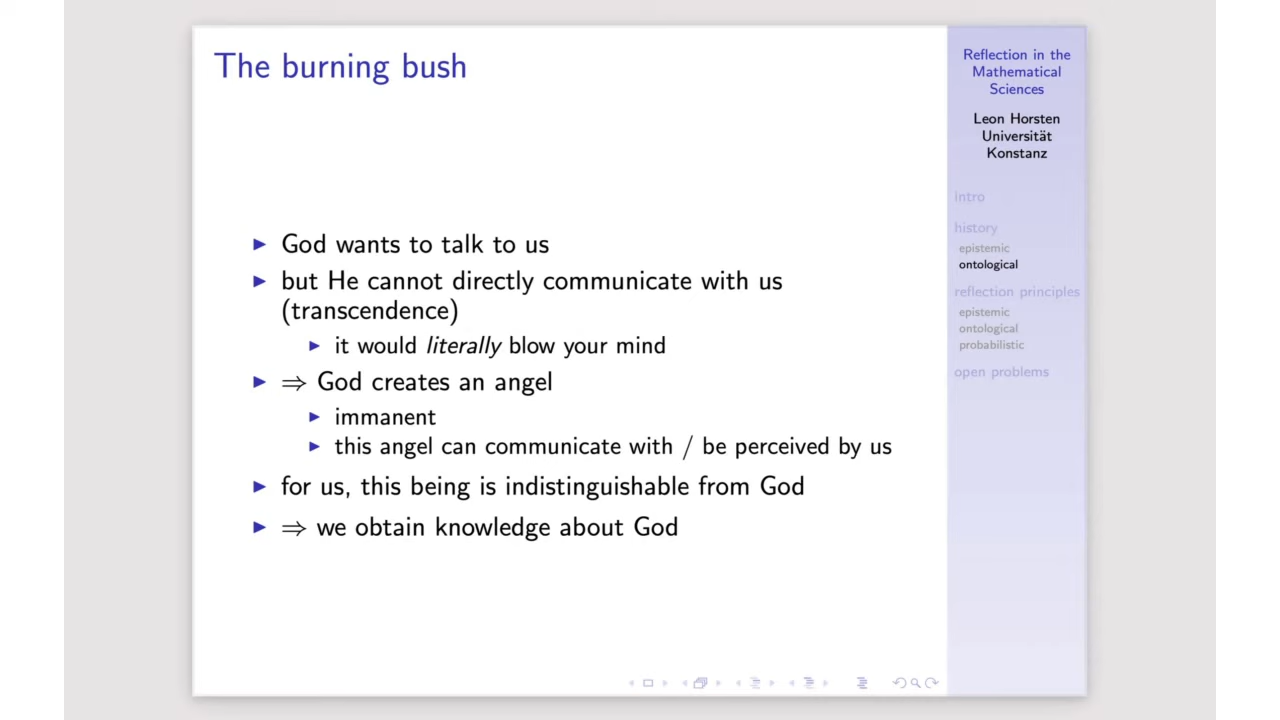 The burning bush
▶ God wants to talk to us
▶ but He cannot directly communicate with us
(transcendence)
▶ it would literally blow your mind
▶ ⇒ God creates an angel
▶ immanent
▶ this angel can communicate with / be perceived by us
▶ for us, this being is indistinguishable from God
▶ ⇒ we obtain knowledge about God
Reflection in the
Mathematical
Sciences
Leon Horsten
Universität
Konstanz
intro
history
epistemic
ontological
reflection principles
epistemic
ontological
probabilistic
open problems